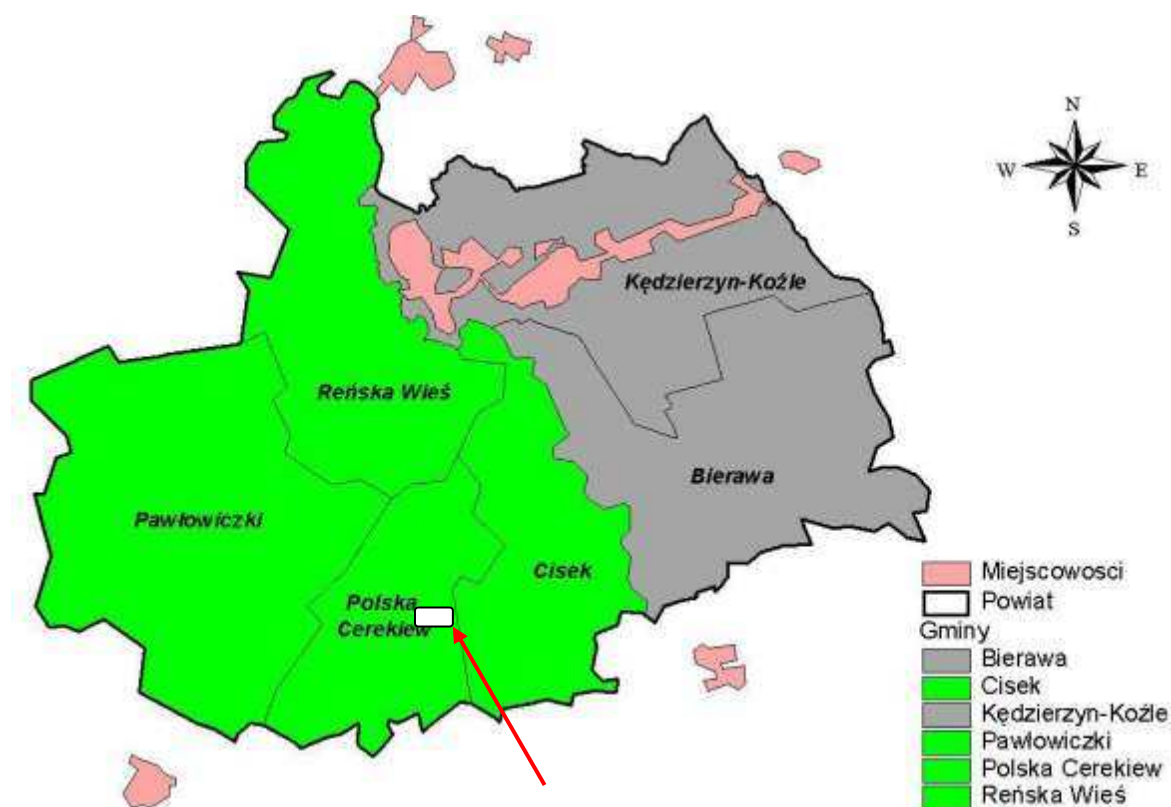 N
W E
S
Kędzierzyn-Koźle
Reńska Wieś
Bierawa
Pawłowiczki
Cisek
Polska
Cerekiew
Miejscowosci
Powiat
Gminy
Bierawa
Cisek
Kędzierzyn-Koźle
Pawłowiczki
Polska Cerekiew
Reńska Wieś